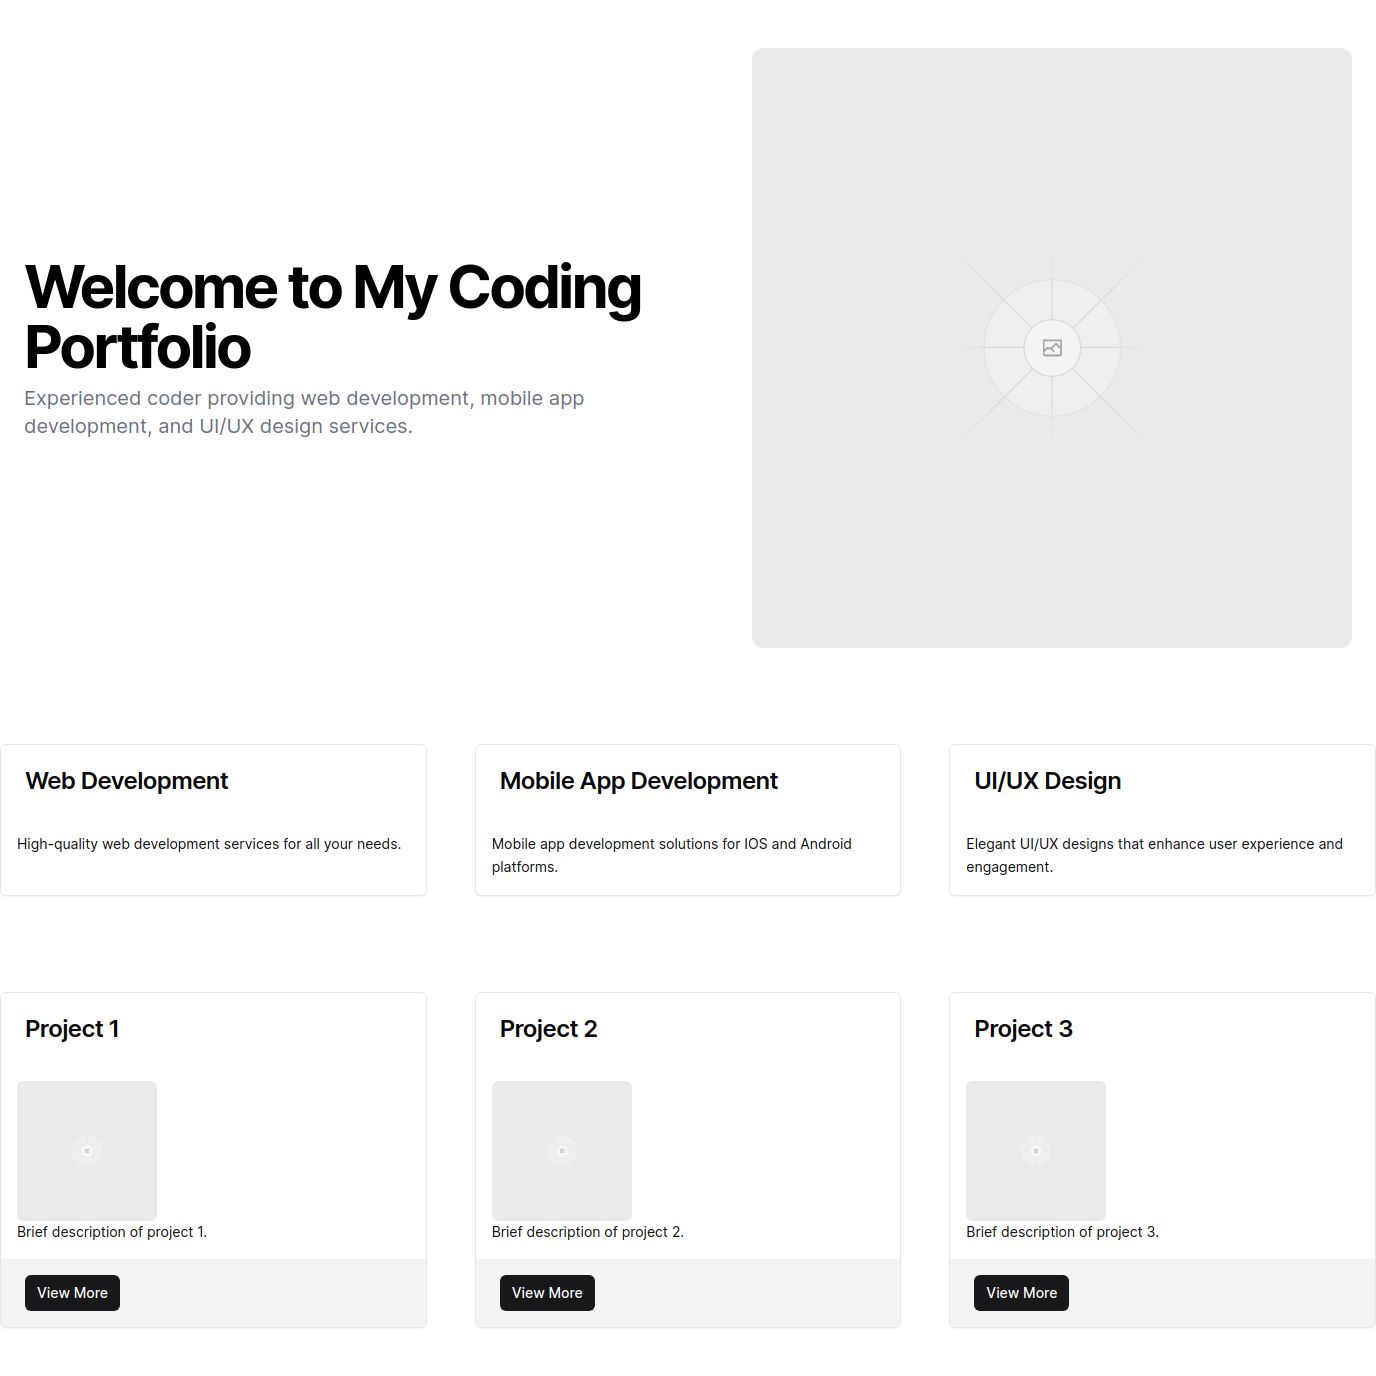 Welcome to My Coding
Portfolio
Experienced coder providing web development, mobile app
development, and UI/UX design services.
Web Development
High-quality web development services for all your needs.
Mobile App Development
Mobile app development solutions for IOS and Android
platforms.
UI/UX Design
Elegant UI/UX designs that enhance user experience and
engagement.
Project 1
Brief description of project 1.
View More
Project 2
Brief description of project 2.
View More
Project 3
Brief description of project 3.
View More